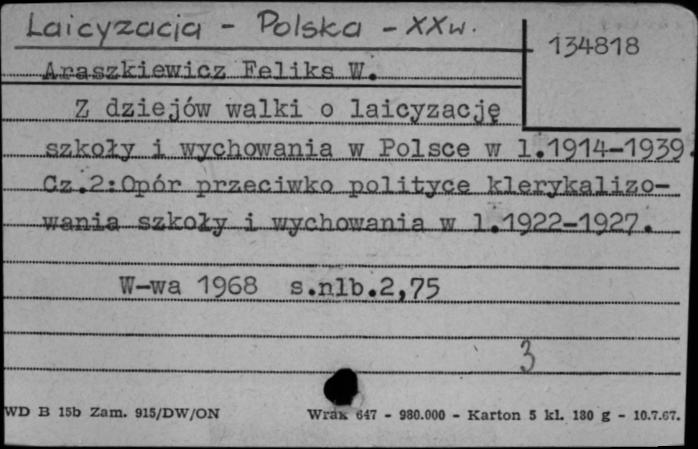 Laicyzacja - Polska - XXw.
134818
Araszkiewicz Feliks W.
Z dziejów walki o laicyzację
szkoły i wychowania w Polsce w l.1914-1939.
Cz.2:Opór przeciwko polityce klerykalizo-
wania szkoły i wychowania w l.1922-1927.
W-wa 1968 s.nlb.2,75
3
WD B 15b Zam. 915/DW/ON Wrak 647 - 980.000 - Karton 5 kl. 180 g - 10.7.67.